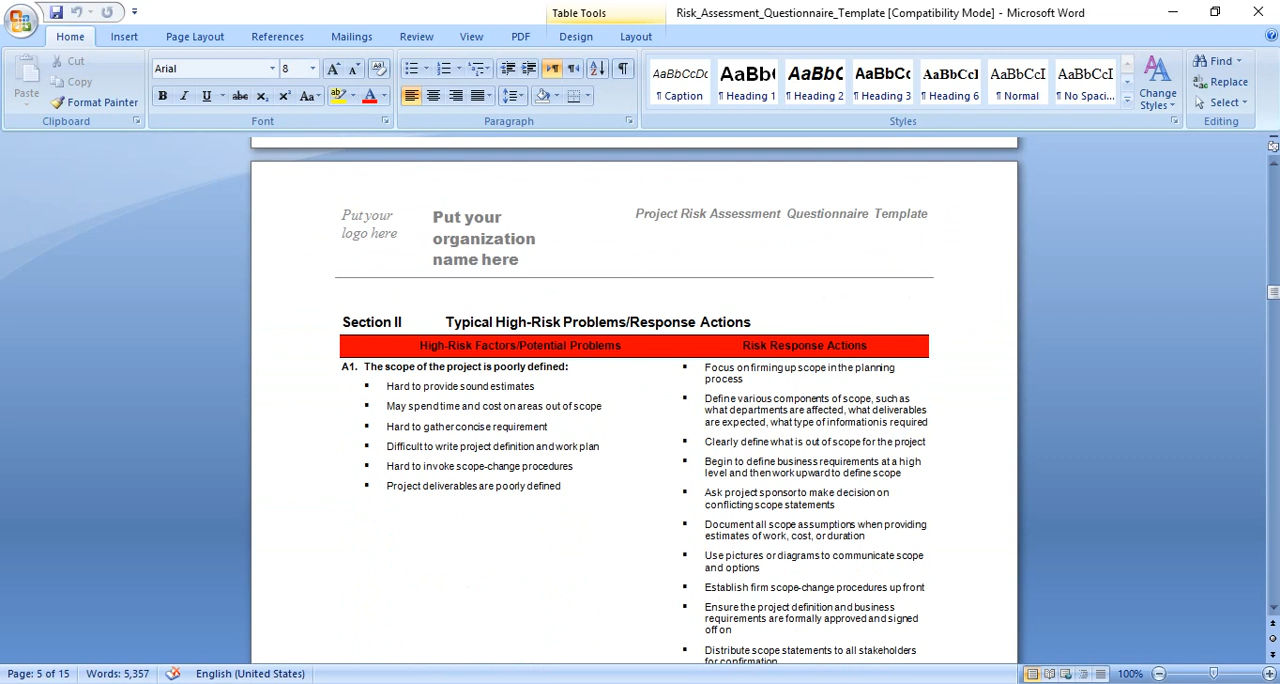 Table Tools
Risk_Assessment_Questionnaire_Template [Compatibility Mode] - Microsoft Word
Home Insert Page Layout References Mailings Review View PDF Design Layout
Paste
Cut
Copy
Format Painter
Clipboard
Arial 8
B I U abc x₂ x² Aa
Font
Paragraph
AaBbCcDc AaBbC AaBbC AaBbCc AaBbCcI AaBbCcI AaBbCcI
¶ Caption ¶ Heading 1 ¶ Heading 2 ¶ Heading 3 ¶ Heading 6 ¶ Normal ¶ No Spaci...
Styles
Change
Styles
Find
Replace
Select
Editing
Put your
logo here
Put your
organization
name here
Project Risk Assessment Questionnaire Template
Section II Typical High-Risk Problems/Response Actions
High-Risk Factors/Potential Problems Risk Response Actions
A1. The scope of the project is poorly defined:
▪ Hard to provide sound estimates
▪ May spend time and cost on areas out of scope
▪ Hard to gather concise requirement
▪ Difficult to write project definition and work plan
▪ Hard to invoke scope-change procedures
▪ Project deliverables are poorly defined
▪ Focus on firming up scope in the planning
process
▪ Define various components of scope, such as
what departments are affected, what deliverables
are expected, what type of information is required
▪ Clearly define what is out of scope for the project
▪ Begin to define business requirements at a high
level and then work upward to define scope
▪ Ask project sponsor to make decision on
conflicting scope statements
▪ Document all scope assumptions when providing
estimates of work, cost, or duration
▪ Use pictures or diagrams to communicate scope
and options
▪ Establish firm scope-change procedures up front
▪ Ensure the project definition and business
requirements are formally approved and signed
off on
▪ Distribute scope statements to all stakeholders
for confirmation
Page: 5 of 15 Words: 5,357 English (United States) 100%